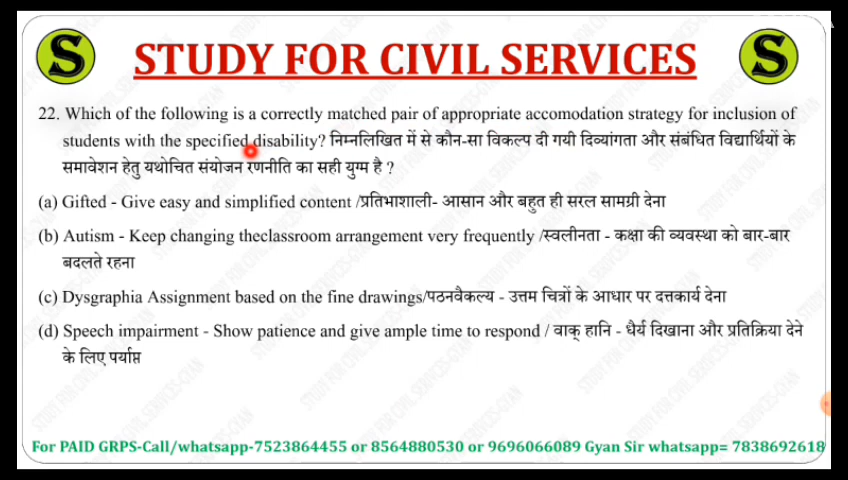 S STUDY FOR CIVIL SERVICES S
22. Which of the following is a correctly matched pair of appropriate accomodation strategy for inclusion of
students with the specified disability? निम्नलिखित में से कौन-सा विकल्प दी गयी दिव्यांगता और संबंधित विद्यार्थियों के
समावेशन हेतु यथोचित संयोजन रणनीति का सही युग्म है ?
(a) Gifted - Give easy and simplified content /प्रतिभाशाली- आसान और बहुत ही सरल सामग्री देना
(b) Autism - Keep changing theclassroom arrangement very frequently /स्वलीनता - कक्षा की व्यवस्था को बार-बार
बदलते रहना
(c) Dysgraphia Assignment based on the fine drawings/पठनवैकल्य - उत्तम चित्रों के आधार पर दत्तकार्य देना
(d) Speech impairment - Show patience and give ample time to respond / वाक् हानि - धैर्य दिखाना और प्रतिक्रिया देने
के लिए पर्याप्त
For PAID GRPS-Call/whatsapp-7523864455 or 8564880530 or 9696066089 Gyan Sir whatsapp= 7838692618